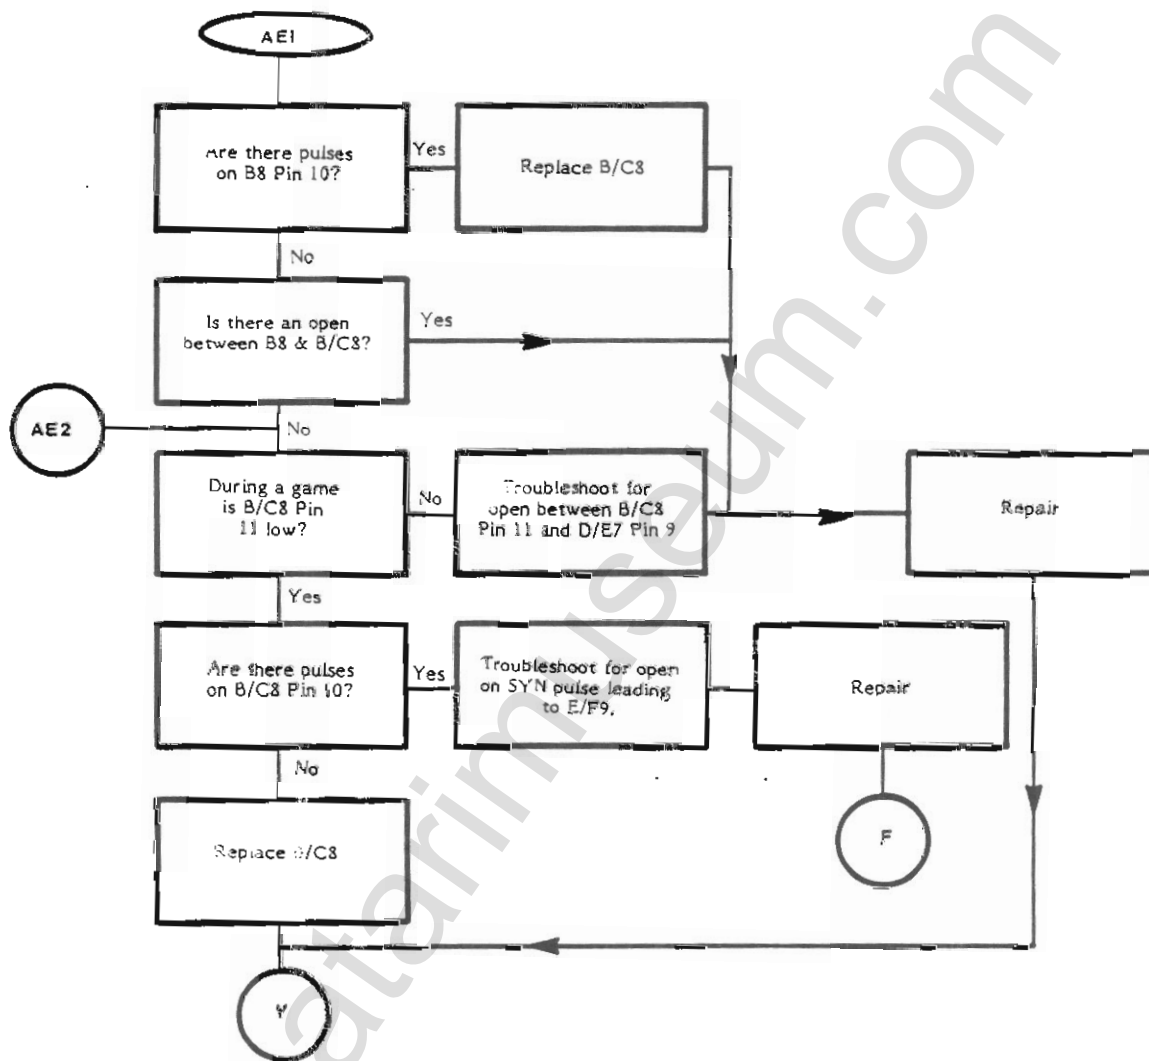 AE1
Are there pulses
on B8 Pin 10?
Yes
Replace B/C8
No
Is there an open
between B8 & B/C8?
Yes
AE2
No
During a game
is B/C8 Pin
11 low?
No
Troubleshoot for
open between B/C8
Pin 11 and D/E7 Pin 9
Repair
Yes
Are there pulses
on B/C8 Pin 10?
Yes
Troubleshoot for open
on SYN pulse leading
to E/F9.
Repair
No
Replace B/C8
F
Y
atarimuseum.com